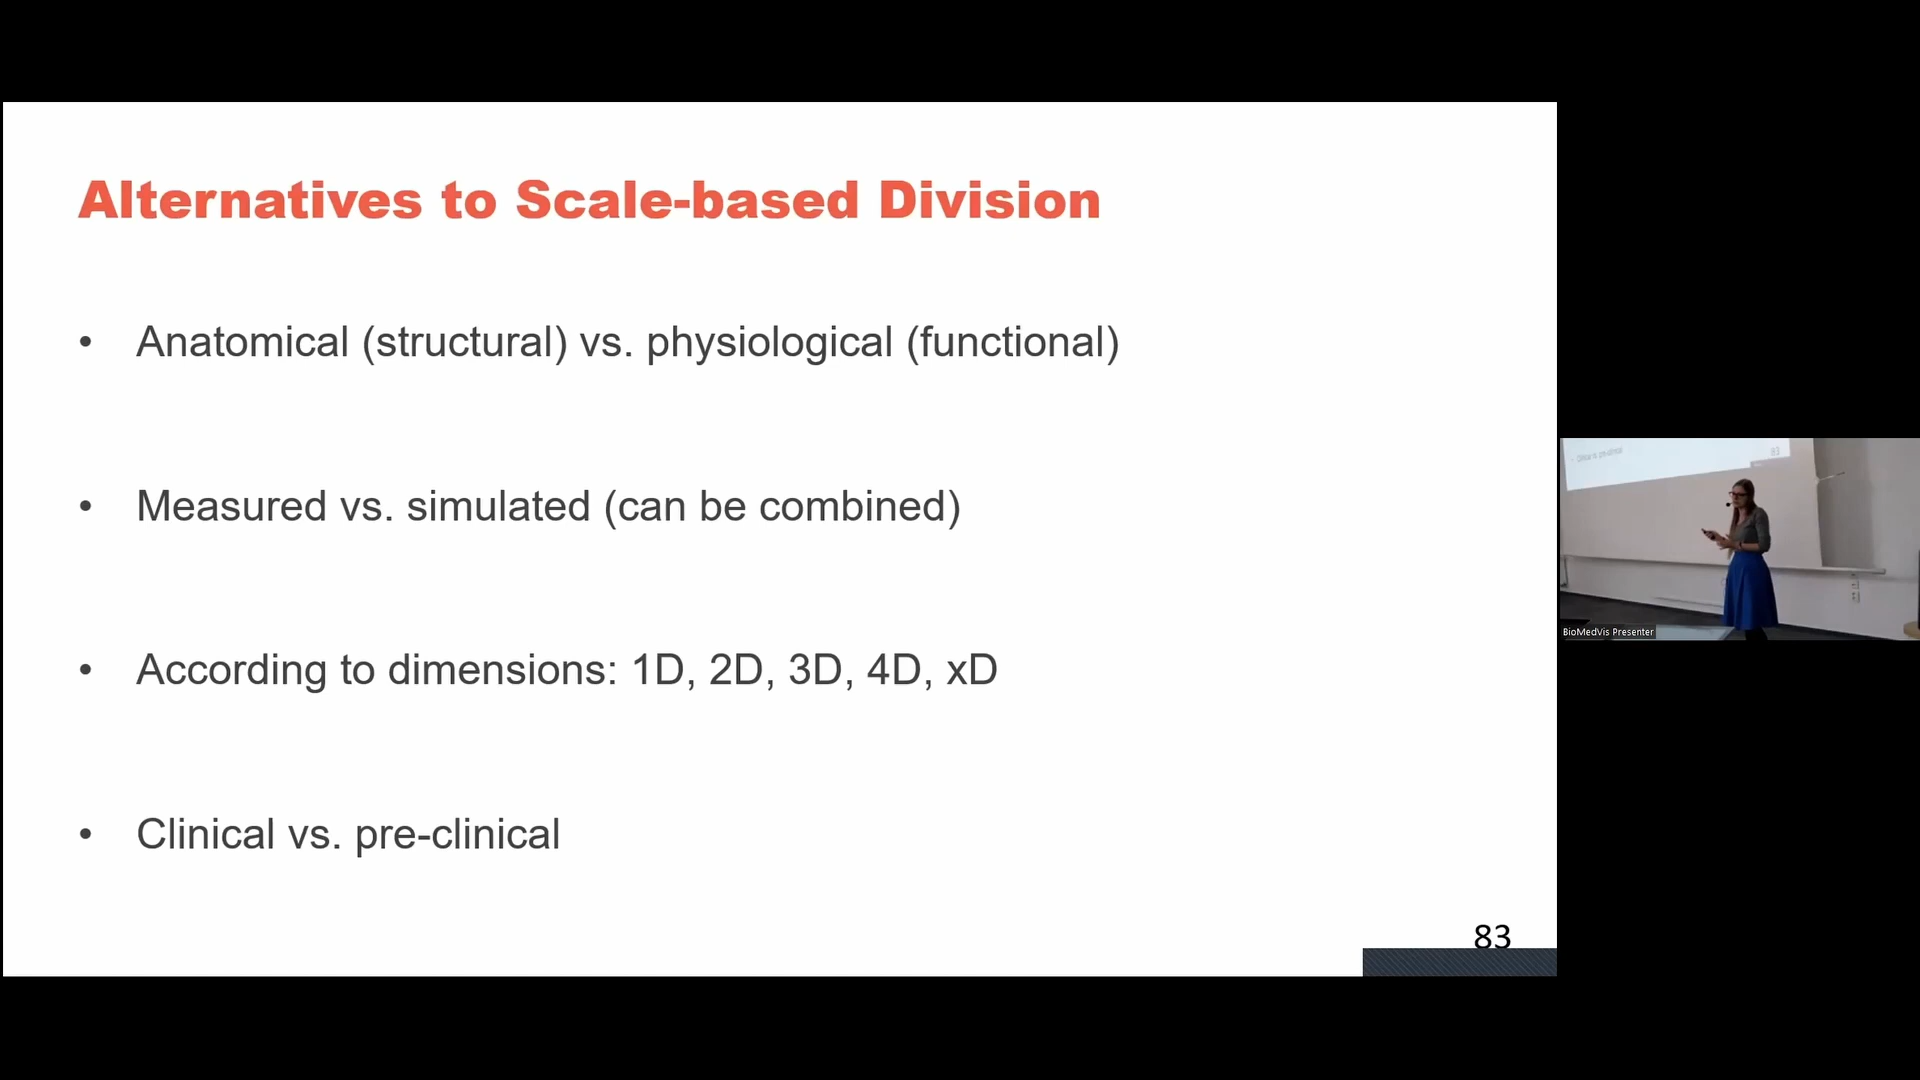 Alternatives to Scale-based Division
• Anatomical (structural) vs. physiological (functional)
• Measured vs. simulated (can be combined)
• According to dimensions: 1D, 2D, 3D, 4D, xD
• Clinical vs. pre-clinical
83
83
BioMedVis Presenter